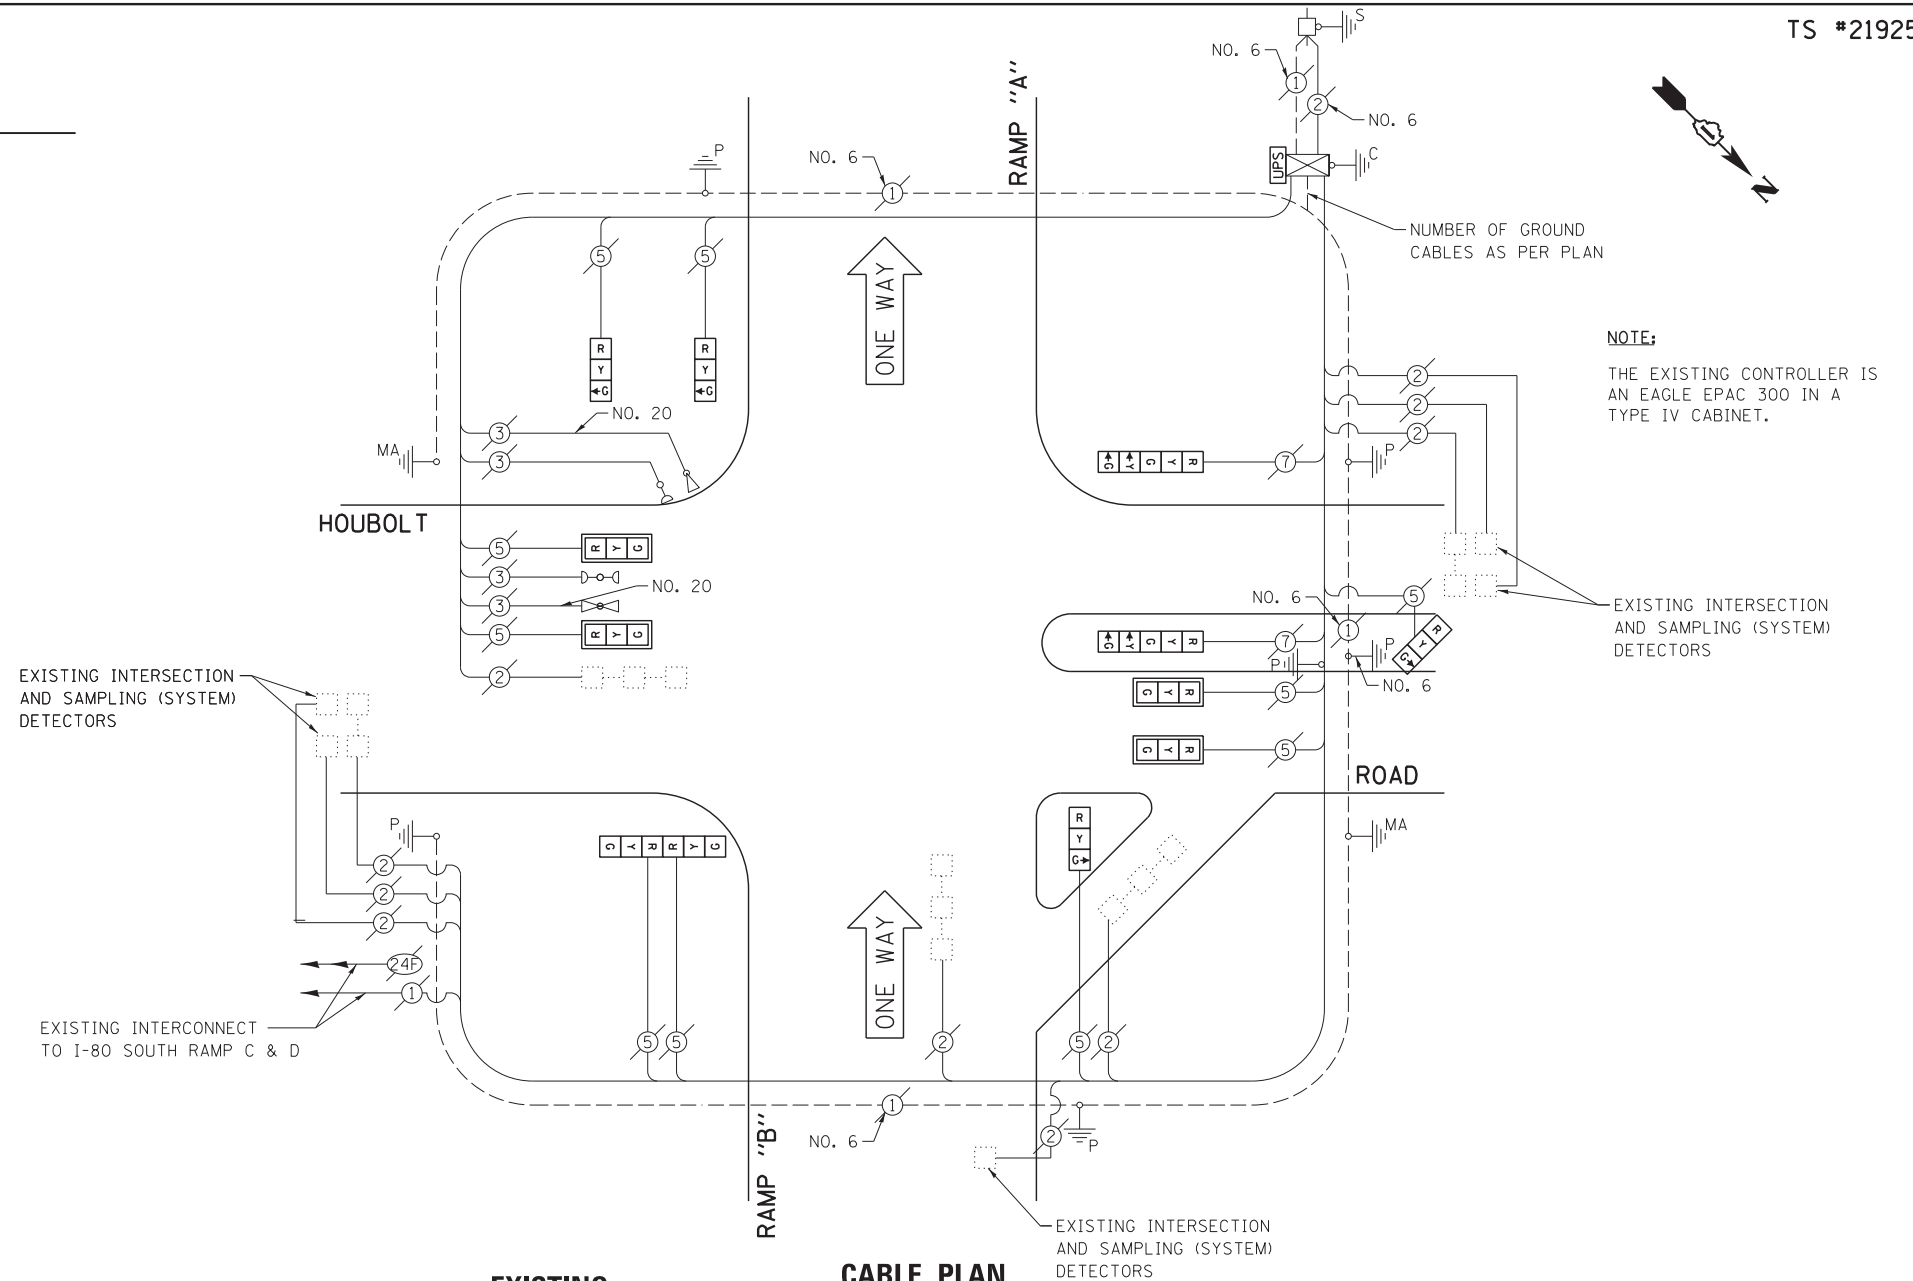 TS #21925
S
NO. 6
1
2
NO. 6
RAMP "A"
UPS
C
N
P
NO. 6
1
NUMBER OF GROUND
CABLES AS PER PLAN
5
5
ONE WAY
NOTE:
THE EXISTING CONTROLLER IS
AN EAGLE EPAC 300 IN A
TYPE IV CABINET.
R
Y
G
R
Y
G
2
2
2
NO. 20
3
3
MA
P
G Y G Y R
7
HOUBOLT
5
R Y G
3
NO. 20
3
5
R Y G
2
NO. 6
1
5
R
Y
G
G Y G Y R
7
P
P
NO. 6
G Y R
5
G Y R
5
EXISTING INTERSECTION
AND SAMPLING (SYSTEM)
DETECTORS
EXISTING INTERSECTION
AND SAMPLING (SYSTEM)
DETECTORS
ROAD
P
MA
2
2
2
24F
1
G Y R R Y G
R
Y
G
ONE WAY
EXISTING INTERCONNECT
TO I-80 SOUTH RAMP C & D
5
5
2
5
2
NO. 6
1
2
P
RAMP "B"
EXISTING INTERSECTION
AND SAMPLING (SYSTEM)
DETECTORS
EXISTING
CABLE PLAN